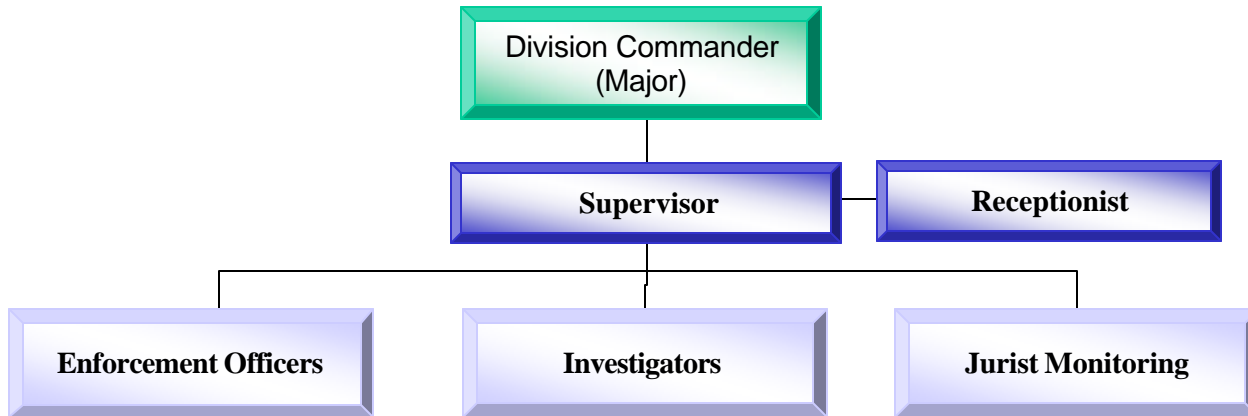 Division Commander
(Major)
Supervisor
Receptionist
Enforcement Officers
Investigators
Jurist Monitoring